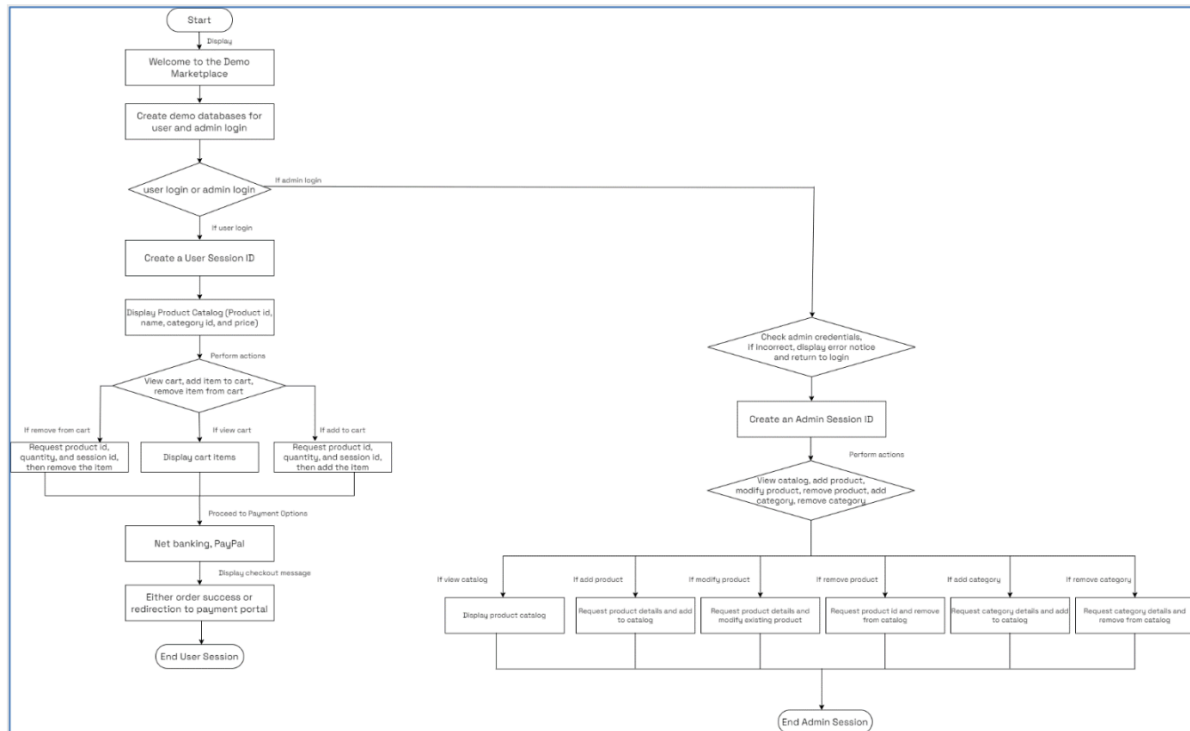 Start
Display
Welcome to the Demo
Marketplace
Create demo databases for
user and admin login
user login or admin login
If admin login
If user login
Create a User Session ID
Display Product Catalog (Product id,
name, category id, and price)
Perform actions
View cart, add item to cart,
remove item from cart
If remove from cart
If view cart
If add to cart
Request product id,
quantity, and session id,
then remove the item
Display cart items
Request product id,
quantity, and session id,
then add the item
Proceed to Payment Options
Net banking, PayPal
Display checkout message
Either order success or
redirection to payment portal
End User Session
Check admin credentials,
If Incorrect, display error notice
and return to login
Create an Admin Session ID
Perform actions
View catalog, add product,
modify product, remove product, add
category, remove category
If view catalog
If add product
If modify product
If remove product
If add category
If remove category
Display product catalog
Request product details and add
to catalog
Request product details and
modify existing product
Request product id and remove
from catalog
Request category details and add
to catalog
Request category details and
remove from catalog
End Admin Session